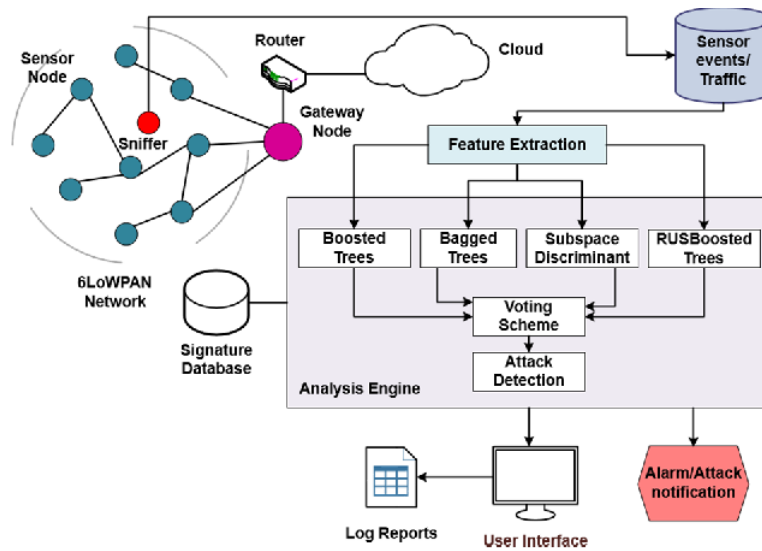 Sensor
Node
Router
Cloud
Sensor
events/
Traffic
Sniffer
Gateway
Node
Feature Extraction
6LoWPAN
Network
Boosted
Trees
Bagged
Trees
Subspace
Discriminant
RUSBoosted
Trees
Voting
Scheme
Signature
Database
Attack
Detection
Analysis Engine
Log Reports
User Interface
Alarm/Attack
notification